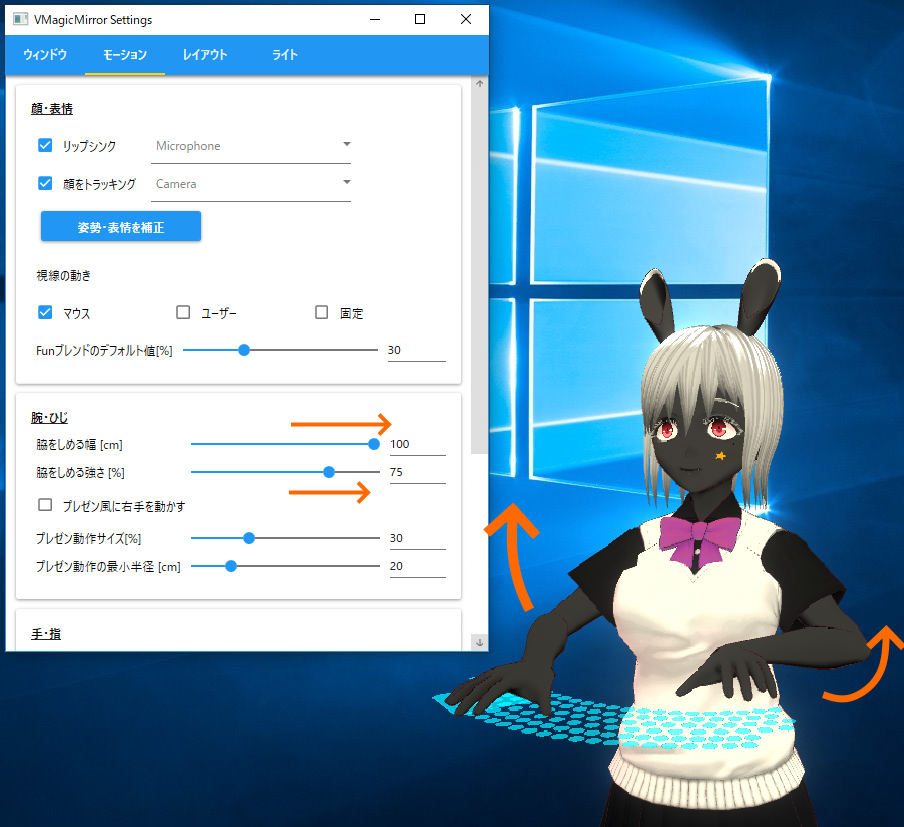 VMagicMirror Settings
ウィンドウ モーション レイアウト ライト
顔・表情
リップシンク Microphone
顔をトラッキング Camera
姿勢・表情を補正
視線の動き
マウス ユーザー 固定
Funブレンドのデフォルト値[%] 30
腕・ひじ
脇をしめる幅 [cm] 100
脇をしめる強さ [%] 75
プレゼン風に右手を動かす
プレゼン動作サイズ[%] 30
プレゼン動作の最小半径 [cm] 20
手・指